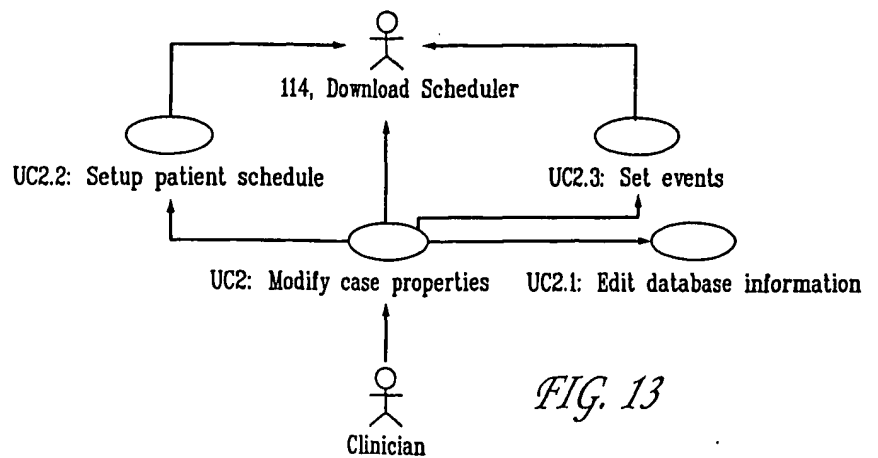 114, Download Scheduler
UC2.2: Setup patient schedule
UC2.3: Set events
UC2: Modify case properties
UC2.1: Edit database information
FIG. 13
Clinician